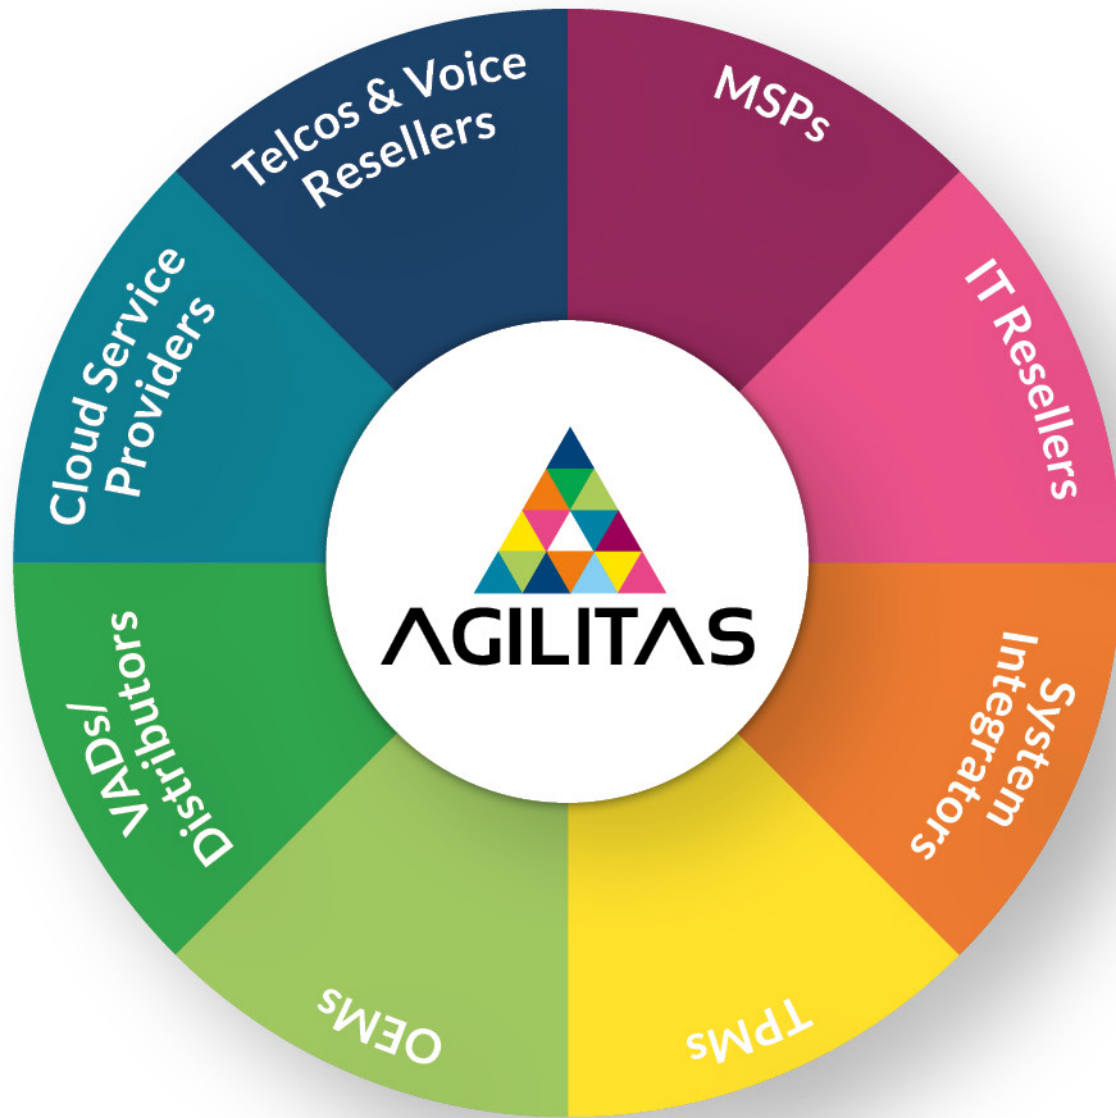 Telcos & Voice
Resellers
MSPs
IT Resellers
System
Integrators
TPMs
OEMs
VADs/
Distributors
Cloud Service
Providers
AGILITAS